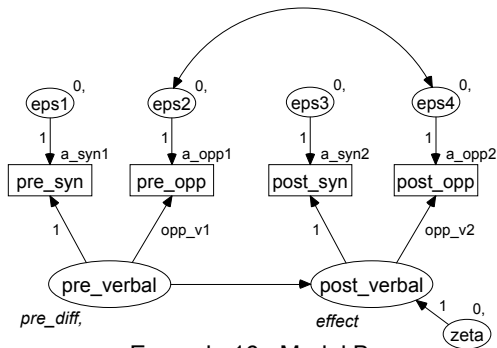 0, 0, 0, 0,
eps1 eps2 eps3 eps4
1 1 1 1
a_syn1 a_opp1 a_syn2 a_opp2
pre_syn pre_opp post_syn post_opp
1 opp_v1 1 opp_v2
pre_verbal post_verbal
pre_diff, effect
1 0,
zeta
Model